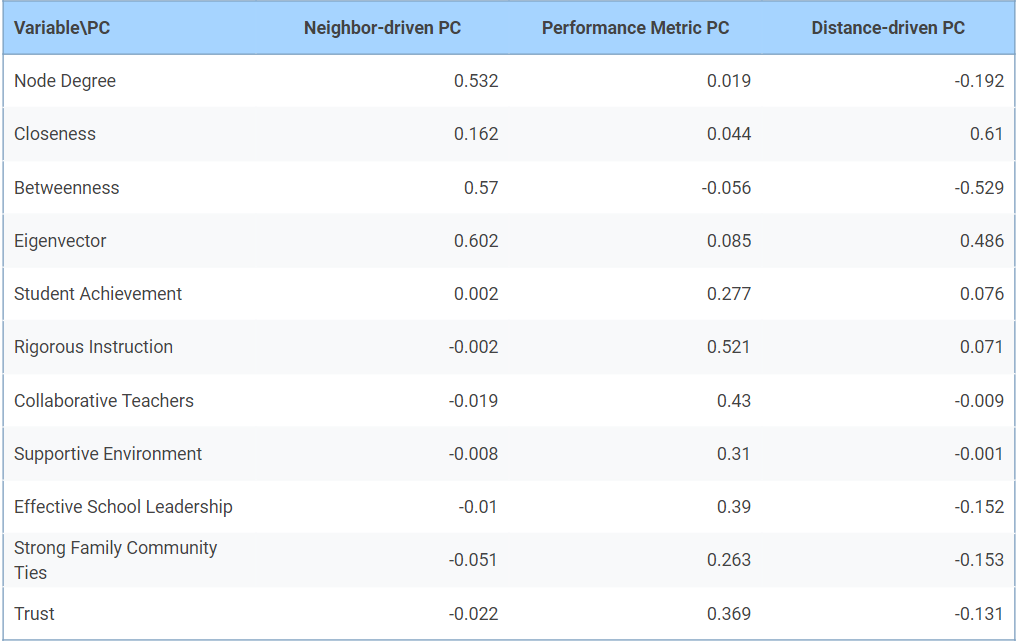 Variable\PC Neighbor-driven PC Performance Metric PC Distance-driven PC
Node Degree 0.532 0.019 -0.192
Closeness 0.162 0.044 0.61
Betweenness 0.57 -0.056 -0.529
Eigenvector 0.602 0.085 0.486
Student Achievement 0.002 0.277 0.076
Rigorous Instruction -0.002 0.521 0.071
Collaborative Teachers -0.019 0.43 -0.009
Supportive Environment -0.008 0.31 -0.001
Effective School Leadership -0.01 0.39 -0.152
Strong Family Community
Ties -0.051 0.263 -0.153
Trust -0.022 0.369 -0.131